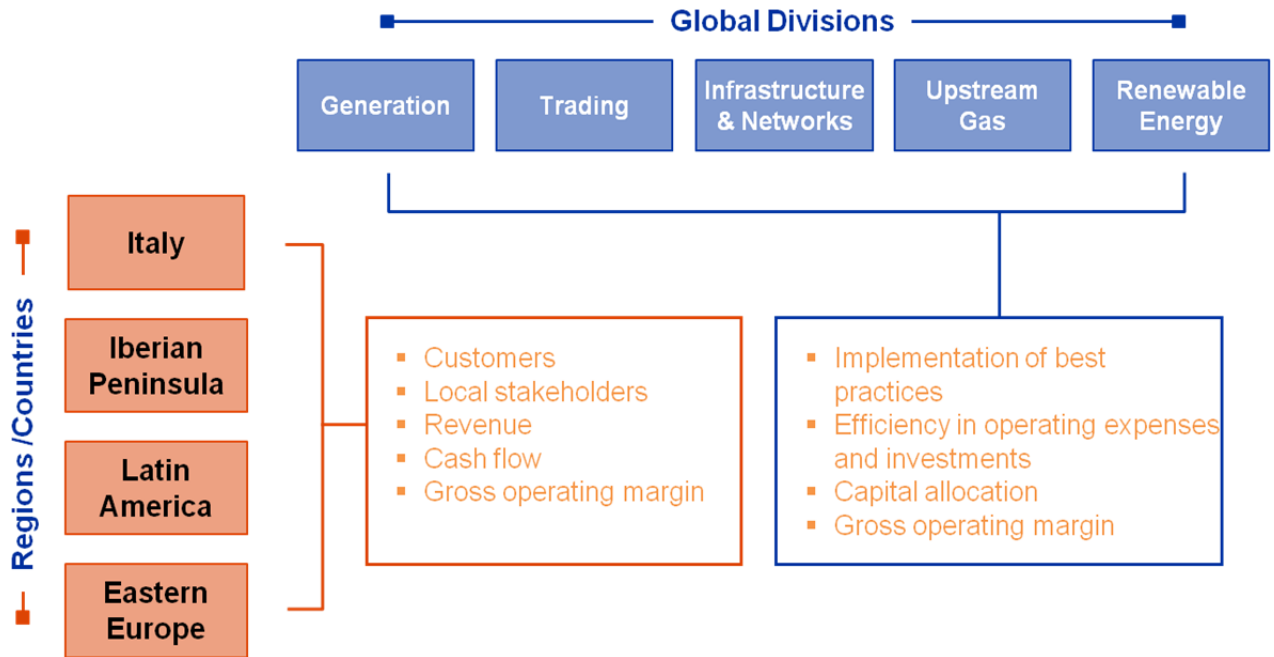 Global Divisions
Generation
Trading
Infrastructure
& Networks
Upstream
Gas
Renewable
Energy
Regions /Countries
Italy
Iberian
Peninsula
Latin
America
Eastern
Europe
▪ Customers
▪ Local stakeholders
▪ Revenue
▪ Cash flow
▪ Gross operating margin
▪ Implementation of best
practices
▪ Efficiency in operating expenses
and investments
▪ Capital allocation
▪ Gross operating margin